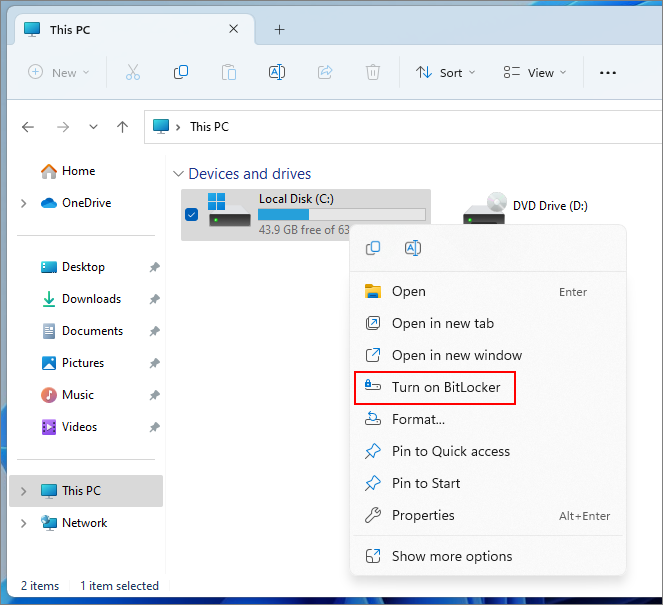 This PC
New
Sort
View
This PC
Home
OneDrive
Desktop
Downloads
Documents
Pictures
Music
Videos
This PC
Network
Devices and drives
Local Disk (C:)
43.9 GB free of 63
DVD Drive (D:)
Open Enter
Open in new tab
Open in new window
Turn on BitLocker
Format...
Pin to Quick access
Pin to Start
Properties Alt+Enter
Show more options
2 items 1 item selected